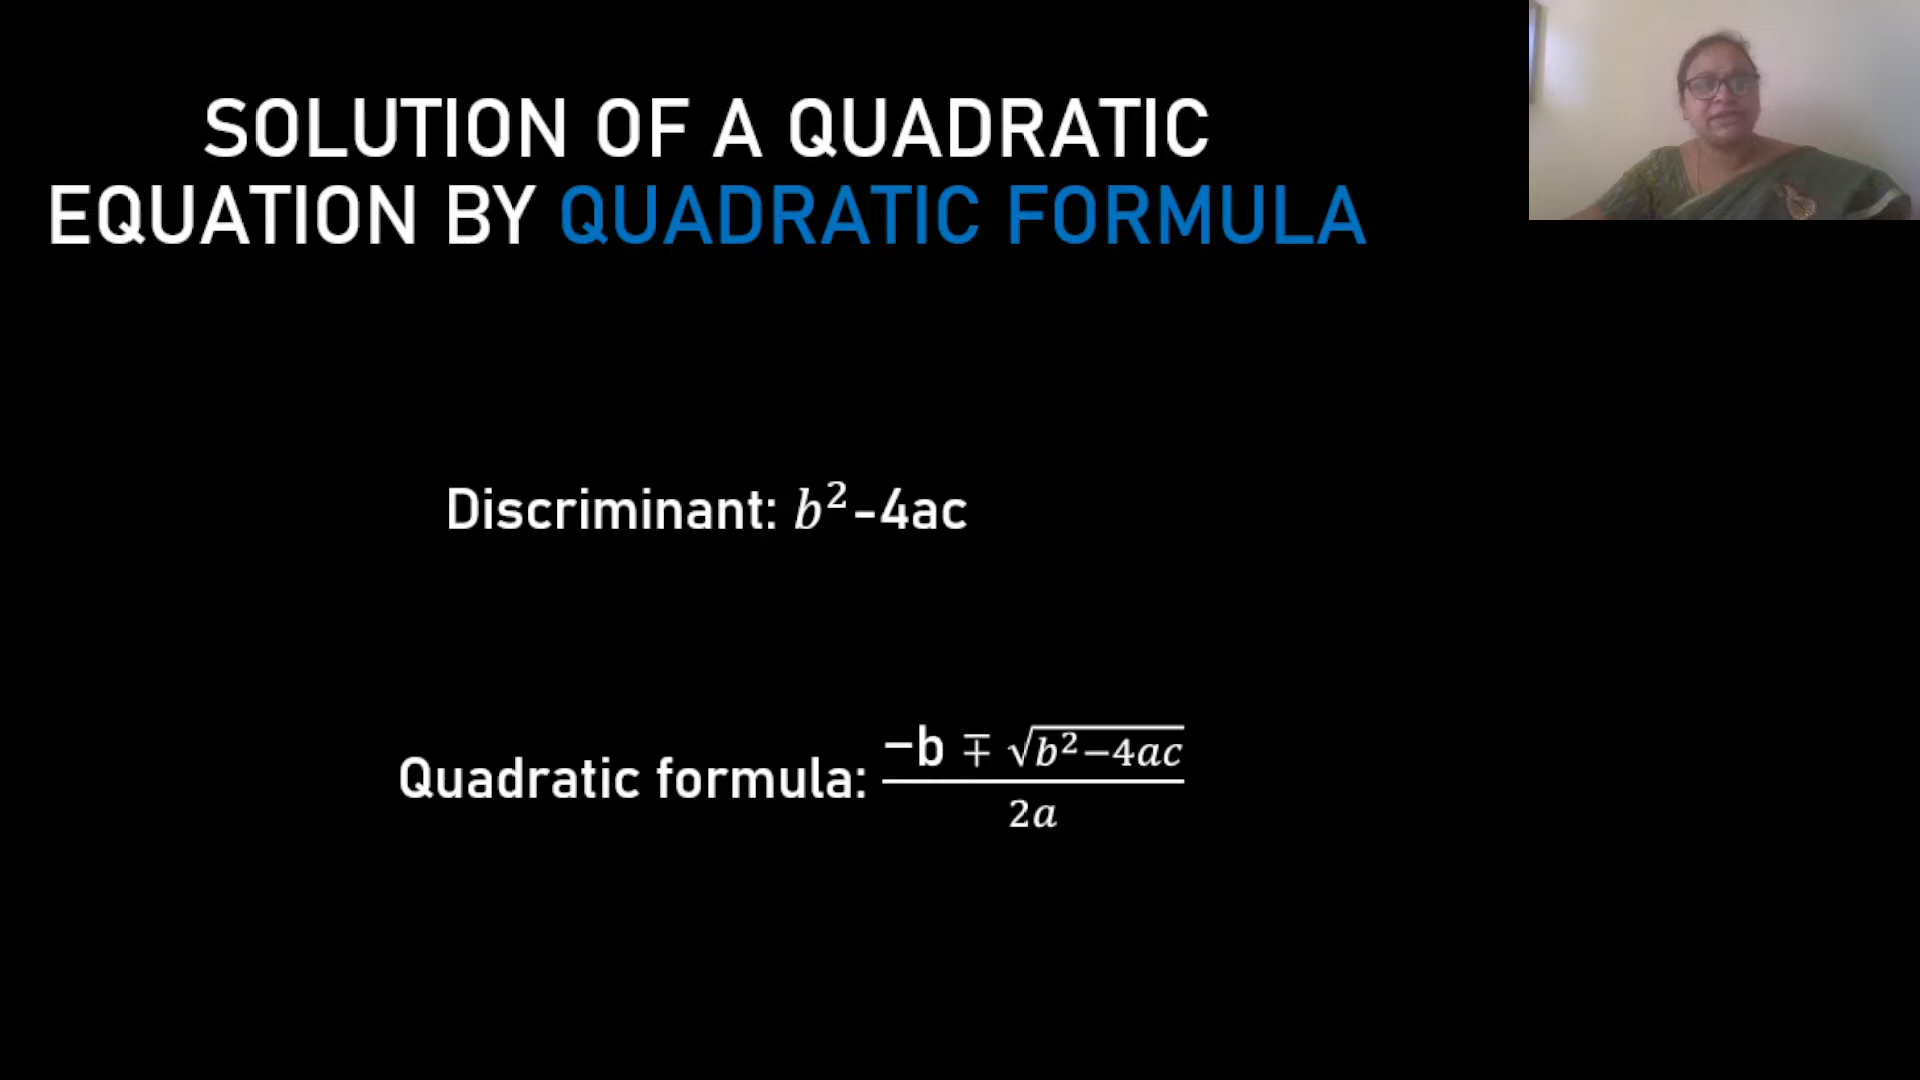 SOLUTION OF A QUADRATIC
EQUATION BY QUADRATIC FORMULA
Discriminant: b²-4ac
Quadratic formula: −b ∓ √b²−4ac / 2a